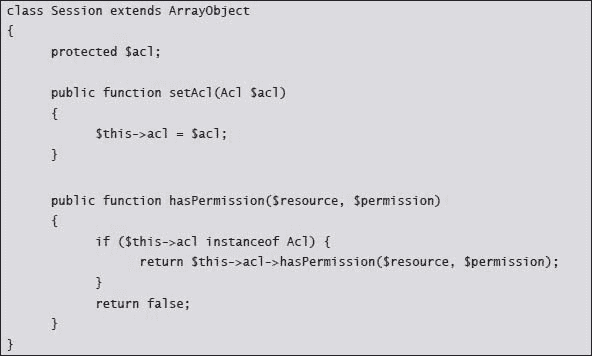 class Session extends ArrayObject
{
protected $acl;
public function setAcl(Acl $acl)
{
$this->acl = $acl;
}
public function hasPermission($resource, $permission)
{
if ($this->acl instanceof Acl) {
return $this->acl->hasPermission($resource, $permission);
}
return false;
}
}